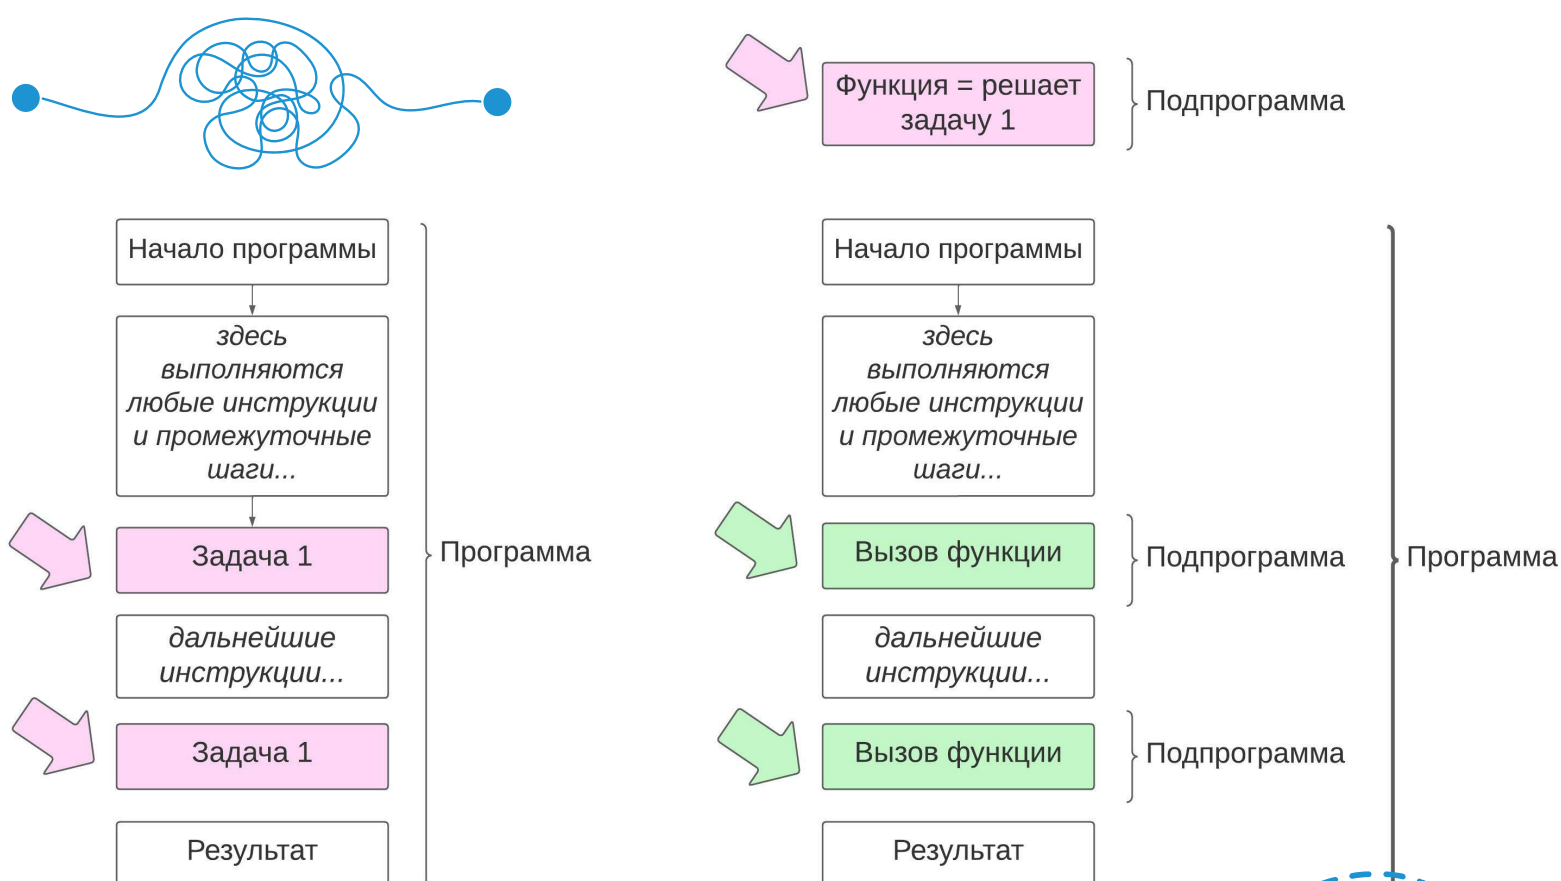 Начало программы
здесь
выполняются
любые инструкции
и промежуточные
шаги...
Задача 1
дальнейшие
инструкции...
Задача 1
Результат
Программа
Функция = решает
задачу 1
Подпрограмма
Начало программы
здесь
выполняются
любые инструкции
и промежуточные
шаги...
Вызов функции
Подпрограмма
дальнейшие
инструкции...
Вызов функции
Подпрограмма
Результат
Программа